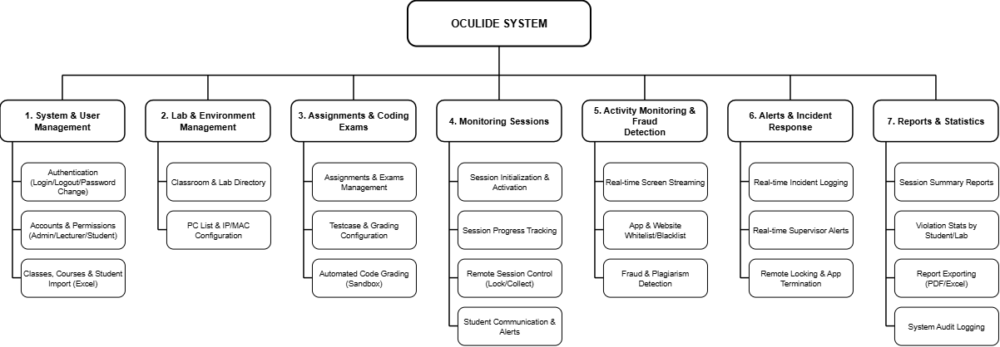 OCULIDE SYSTEM
1. System & User
Management
Authentication
(Login/Logout/Password
Change)
Accounts & Permissions
(Admin/Lecturer/Student)
Classes, Courses & Student
Import (Excel)
2. Lab & Environment
Management
Classroom & Lab Directory
PC List & IP/MAC
Configuration
3. Assignments & Coding
Exams
Assignments & Exams
Management
Testcase & Grading
Configuration
Automated Code Grading
(Sandbox)
4. Monitoring Sessions
Session Initialization &
Activation
Session Progress Tracking
Remote Session Control
(Lock/Collect)
Student Communication &
Alerts
5. Activity Monitoring &
Fraud
Detection
Real-time Screen Streaming
App & Website
Whitelist/Blacklist
Fraud & Plagiarism
Detection
6. Alerts & Incident
Response
Real-time Incident Logging
Real-time Supervisor Alerts
Remote Locking & App
Termination
7. Reports & Statistics
Session Summary Reports
Violation Stats by
Student/Lab
Report Exporting
(PDF/Excel)
System Audit Logging